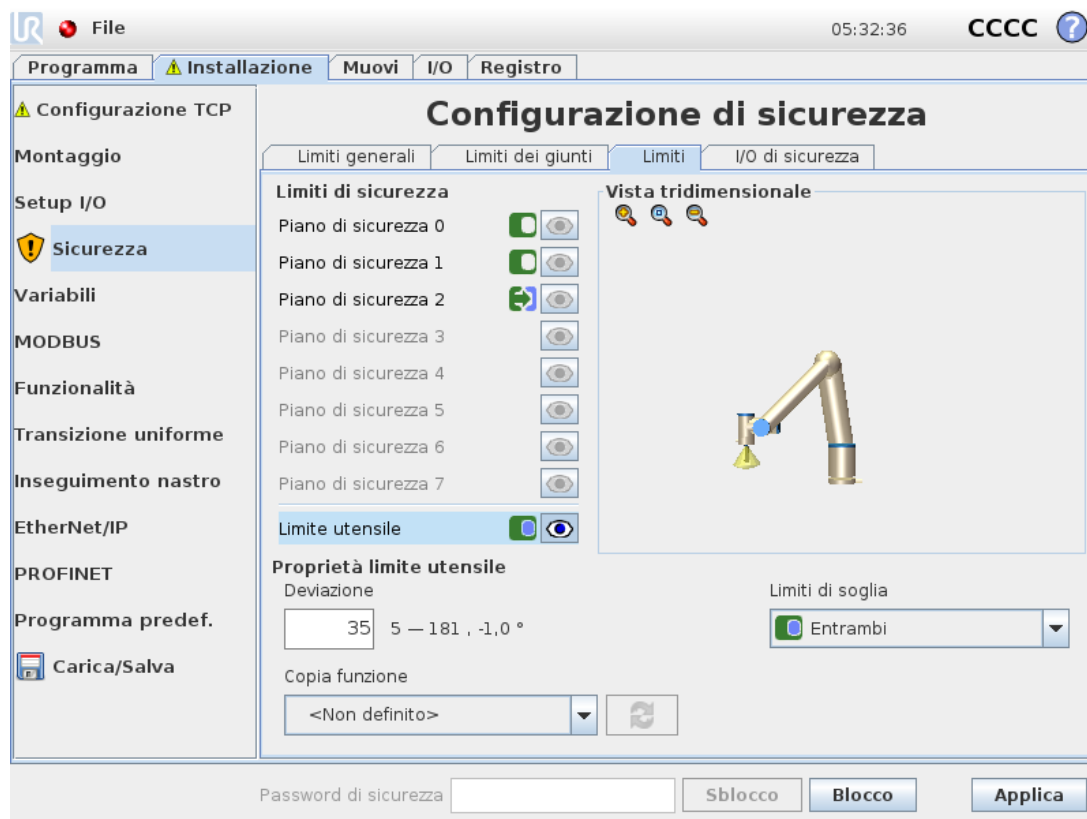 UR File 05:32:36 CCCC ?
Programma Installazione Muovi I/O Registro
Configurazione TCP
Montaggio
Setup I/O
Sicurezza
Variabili
MODBUS
Funzionalità
Transizione uniforme
Inseguimento nastro
EtherNet/IP
PROFINET
Programma predef.
Carica/Salva
Configurazione di sicurezza
Limiti generali Limiti dei giunti Limiti I/O di sicurezza
Limiti di sicurezza
Piano di sicurezza 0
Piano di sicurezza 1
Piano di sicurezza 2
Piano di sicurezza 3
Piano di sicurezza 4
Piano di sicurezza 5
Piano di sicurezza 6
Piano di sicurezza 7
Limite utensile
Vista tridimensionale
Proprietà limite utensile
Deviazione
35 5 — 181 , -1,0 °
Limiti di soglia
Entrambi
Copia funzione
<Non definito>
Password di sicurezza Sblocco Blocco Applica